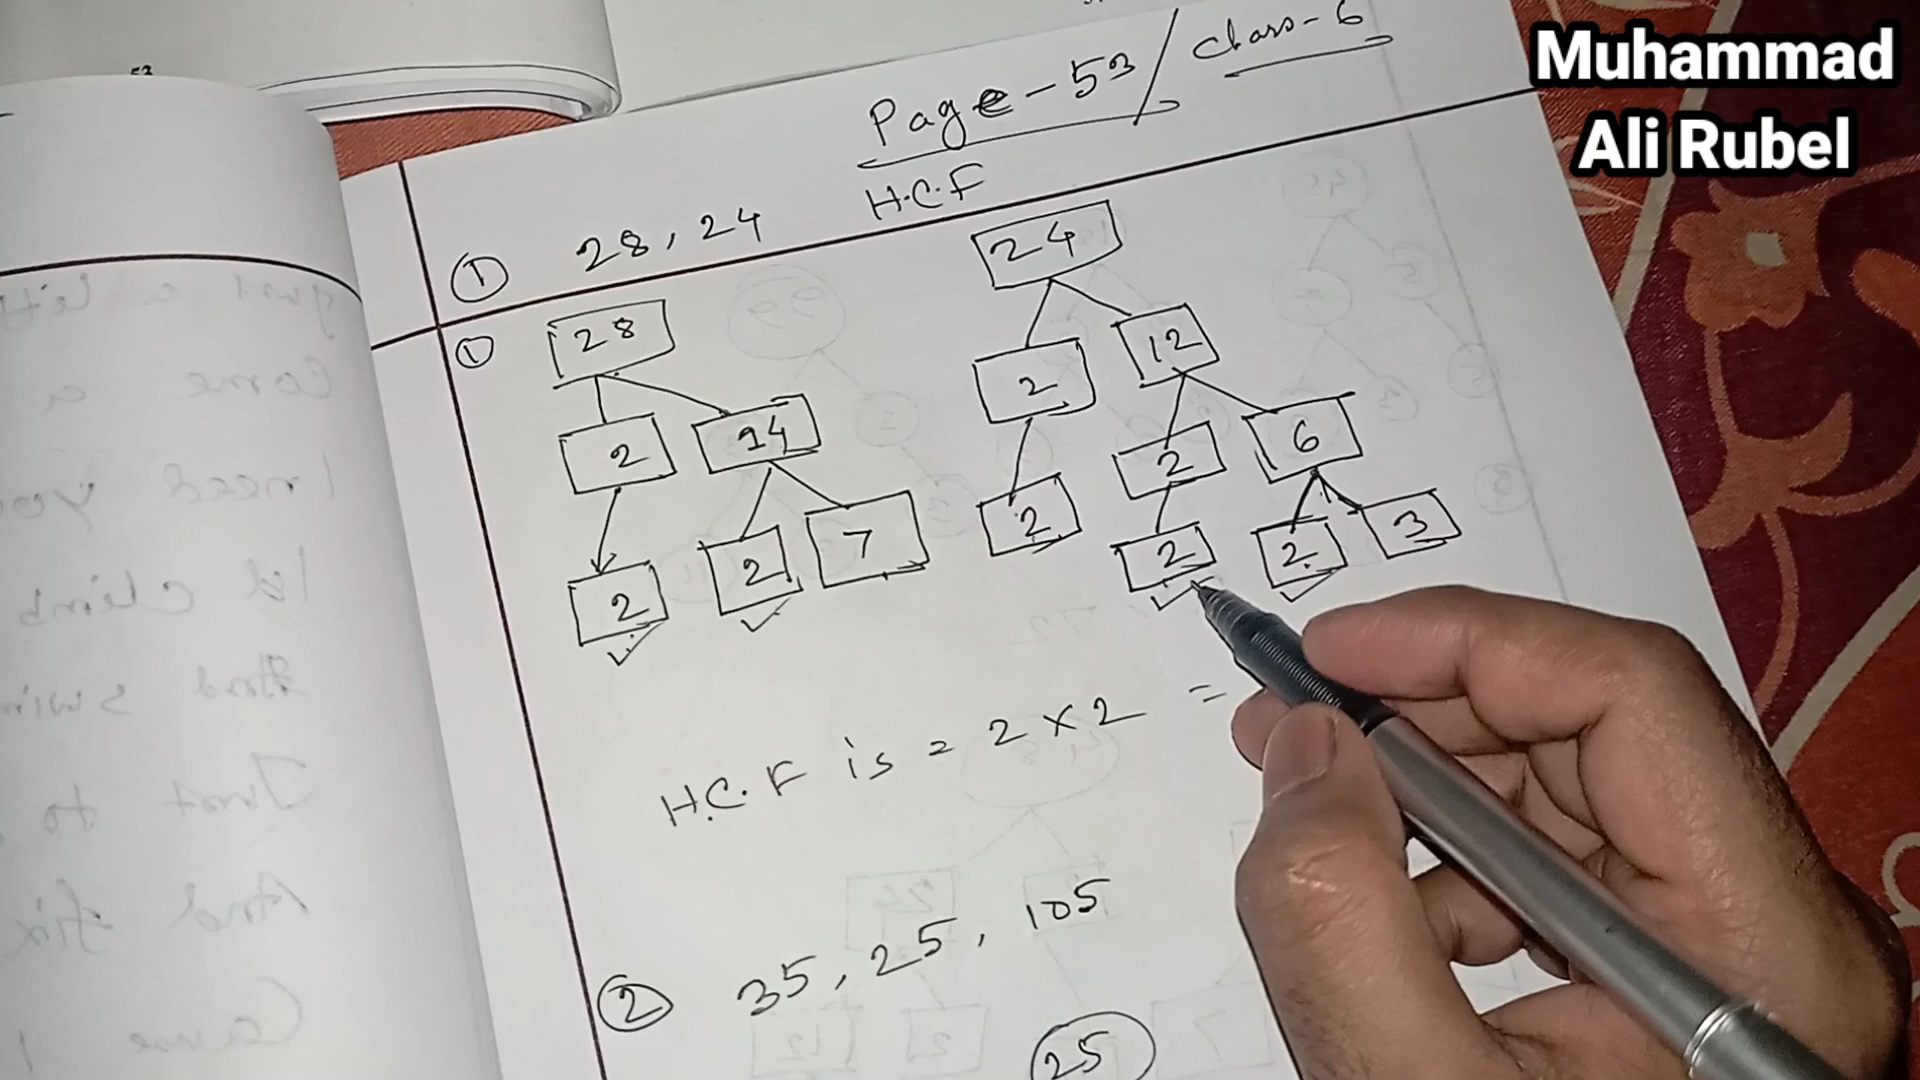 Muhammad
Ali Rubel
53
Page-53/ Class-6
H.C.F
① 28, 24
24
① 28
2 12
2 14
2 6
2 2 7
2 2 2 3
H.C.F is = 2 × 2 =
② 35, 25, 105
25